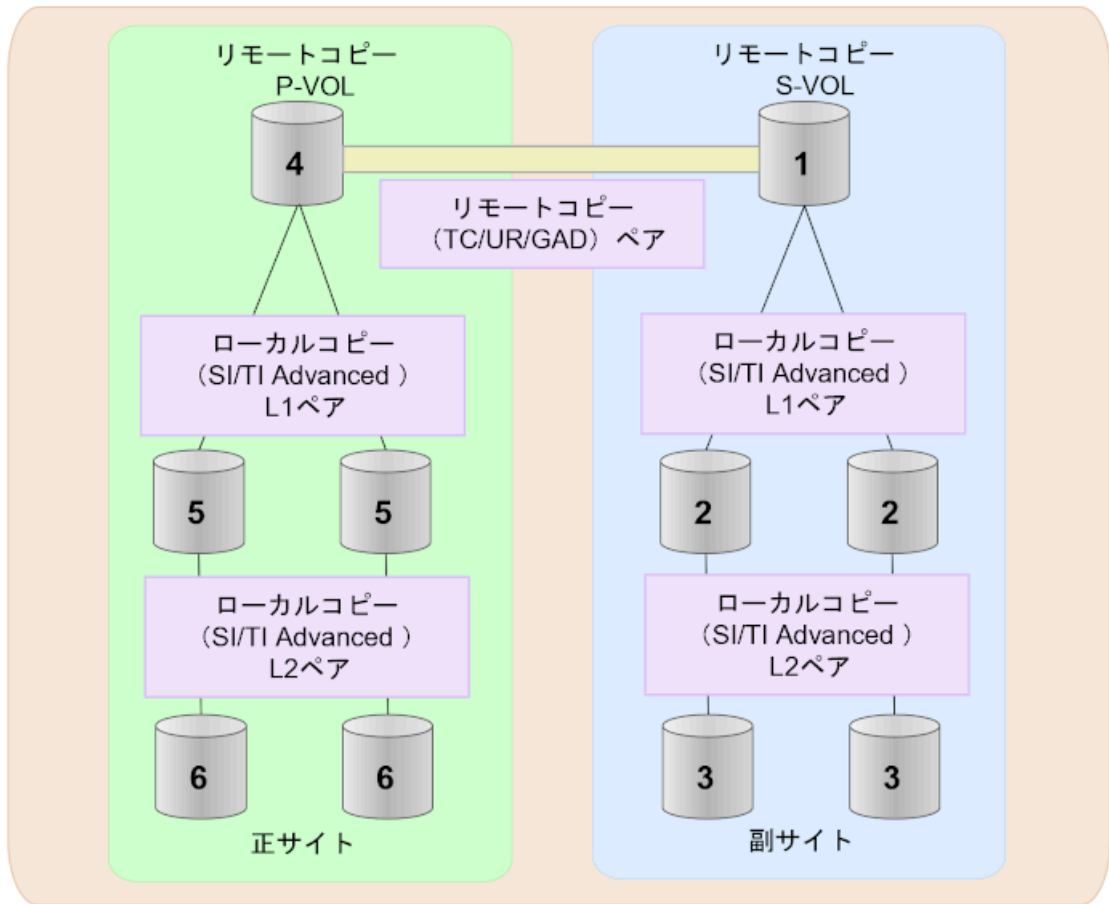 リモートコピー
P-VOL
リモートコピー
S-VOL
4
1
リモートコピー
（TC/UR/GAD）ペア
ローカルコピー
（SI/TI Advanced ）
L1ペア
ローカルコピー
（SI/TI Advanced ）
L1ペア
5
5
2
2
ローカルコピー
（SI/TI Advanced ）
L2ペア
ローカルコピー
（SI/TI Advanced ）
L2ペア
6
6
3
3
正サイト
副サイト